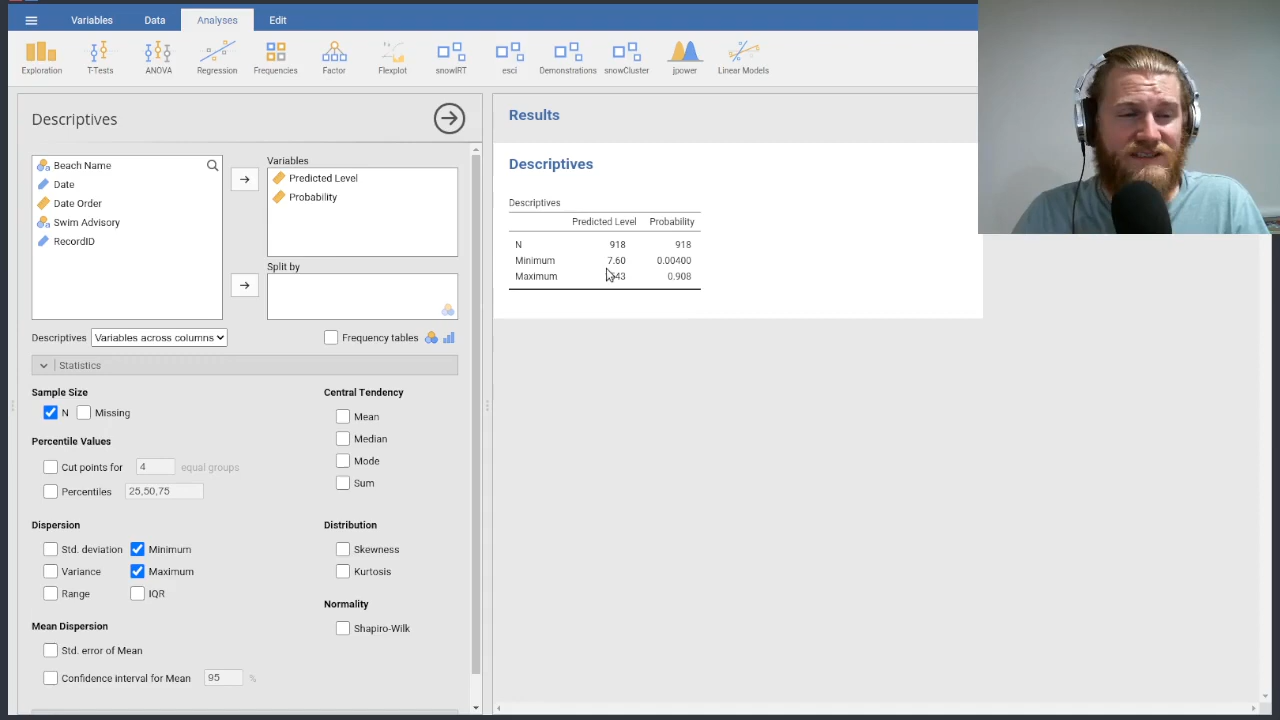 Variables Data Analyses Edit
Exploration T-Tests ANOVA Regression Frequencies Factor Flexplot snowIRT esci Demonstrations snowCluster jpower Linear Models
Descriptives
Beach Name
Date
Date Order
Swim Advisory
RecordID
Variables
Predicted Level
Probability
Split by
Descriptives Variables across columns Frequency tables
Statistics
Sample Size
N Missing
Percentile Values
Cut points for 4 equal groups
Percentiles 25,50,75
Dispersion
Std. deviation Minimum
Variance Maximum
Range IQR
Mean Dispersion
Std. error of Mean
Confidence interval for Mean 95 %
Central Tendency
Mean
Median
Mode
Sum
Distribution
Skewness
Kurtosis
Normality
Shapiro-Wilk
Results
Descriptives
Descriptives
Predicted Level Probability
N 918 918
Minimum 7.60 0.00400
Maximum 0.908